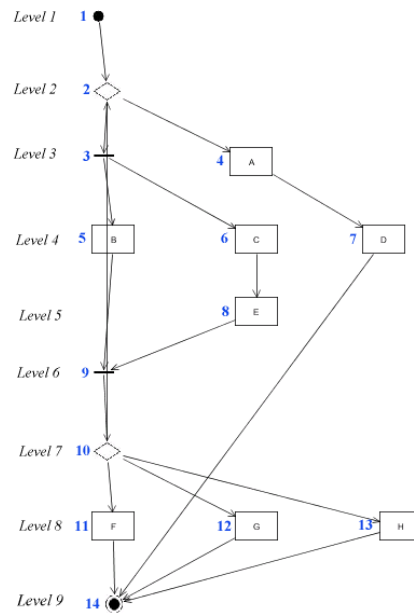 Level 1 1
Level 2 2
Level 3 3 4 A
Level 4 5 B 6 C 7 D
Level 5 8 E
Level 6 9
Level 7 10
Level 8 11 F 12 G 13 H
Level 9 14